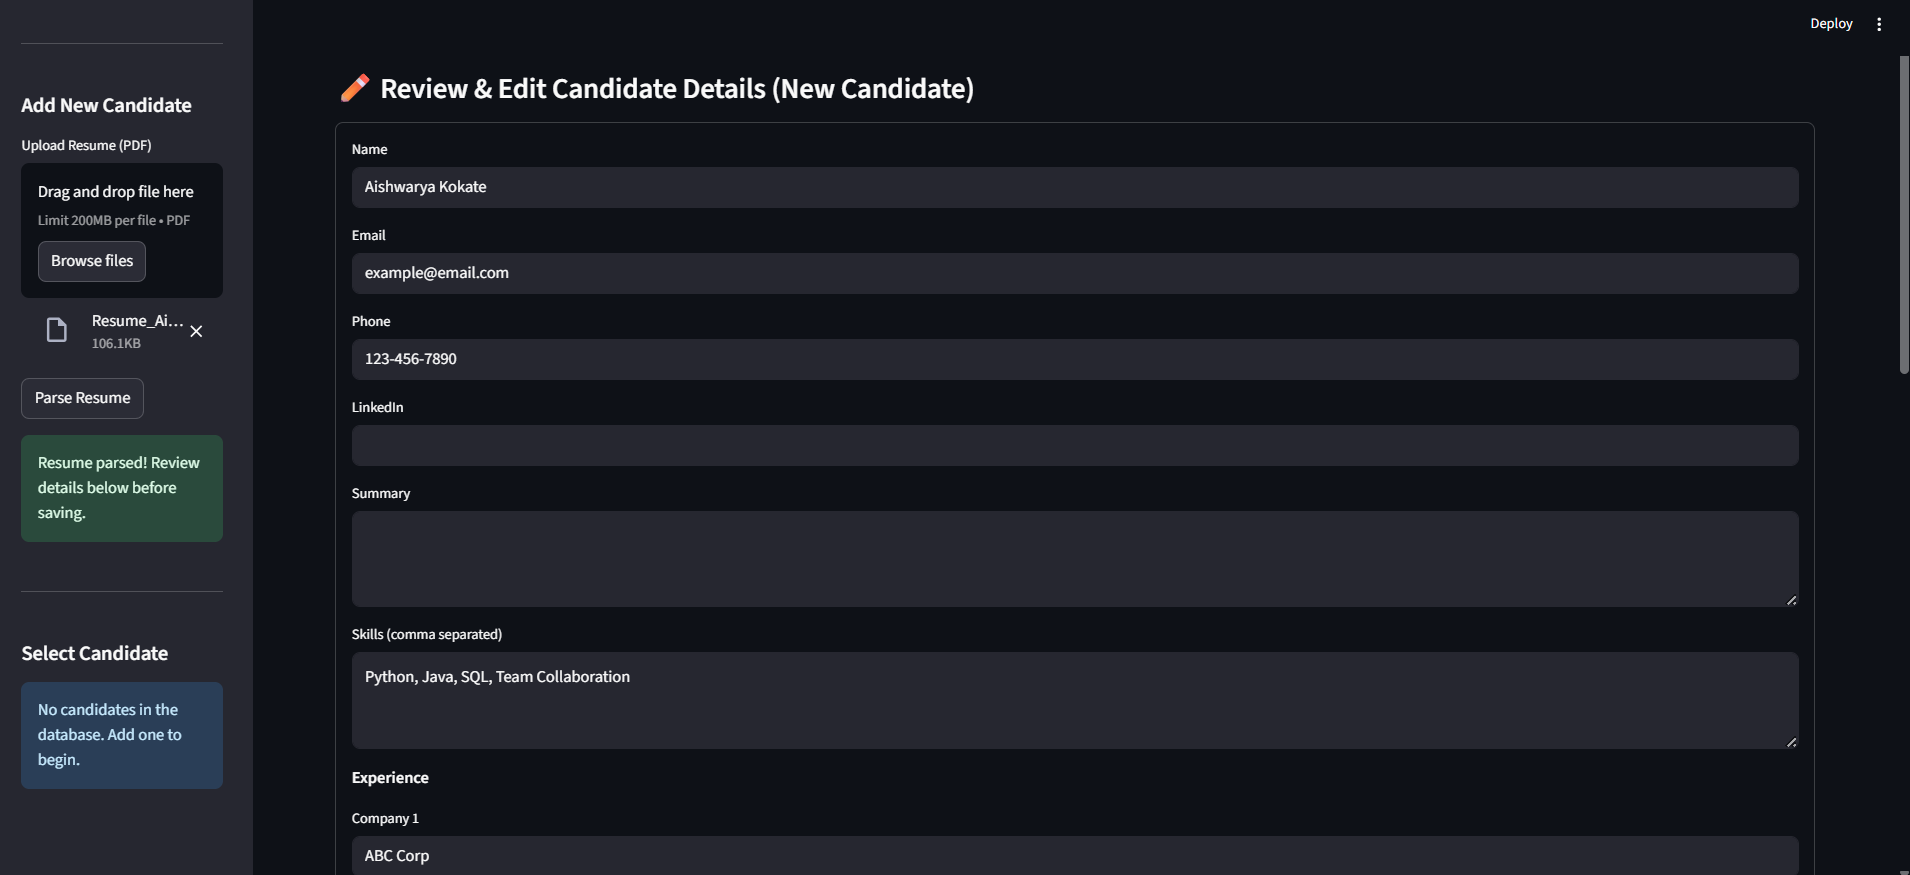 Add New Candidate
Upload Resume (PDF)
Drag and drop file here
Limit 200MB per file • PDF
Browse files
Resume_Ai...
106.1KB
Parse Resume
Resume parsed! Review
details below before
saving.
Select Candidate
No candidates in the
database. Add one to
begin.
Deploy
Review & Edit Candidate Details (New Candidate)
Name
Aishwarya Kokate
Email
example@email.com
Phone
123-456-7890
LinkedIn
Summary
Skills (comma separated)
Python, Java, SQL, Team Collaboration
Experience
Company 1
ABC Corp